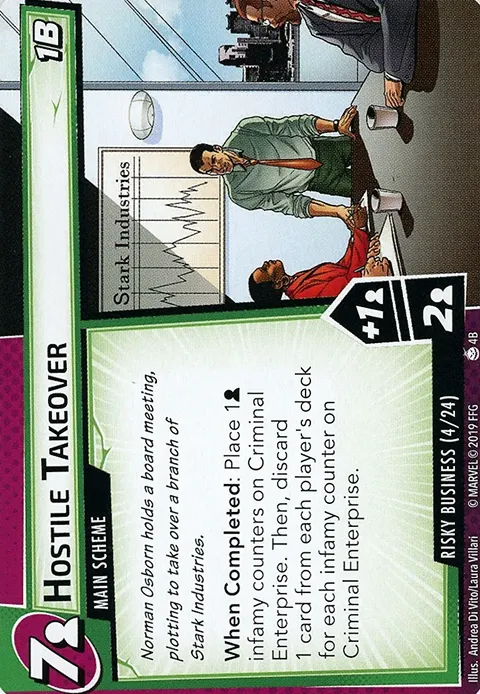 7
HOSTILE TAKEOVER
1B
MAIN SCHEME
Norman Osborn holds a board meeting,
plotting to take over a branch of
Stark Industries.
When Completed: Place 1
infamy counters on Criminal
Enterprise. Then, discard
1 card from each player's deck
for each infamy counter on
Criminal Enterprise.
Stark Industries
+1
2
RISKY BUSINESS (4/24)
Illus. Andrea Di Vito/Laura Villari
© MARVEL © 2019 FFG
4B